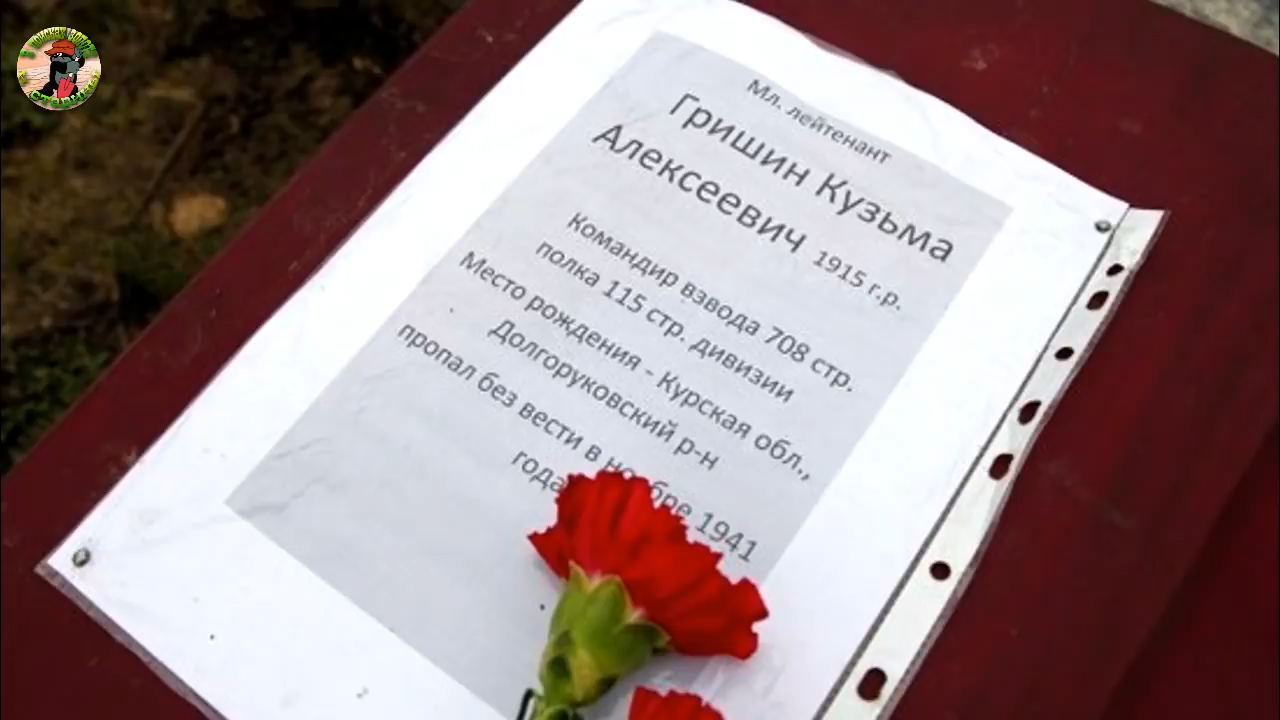 Мл. лейтенант
Гришин Кузьма
Алексеевич 1915 г.р.
Командир взвода 708 стр.
полка 115 стр. дивизии
Место рождения - Курская обл.,
Долгоруковский р-н
пропал без вести в ноябре 1941
года